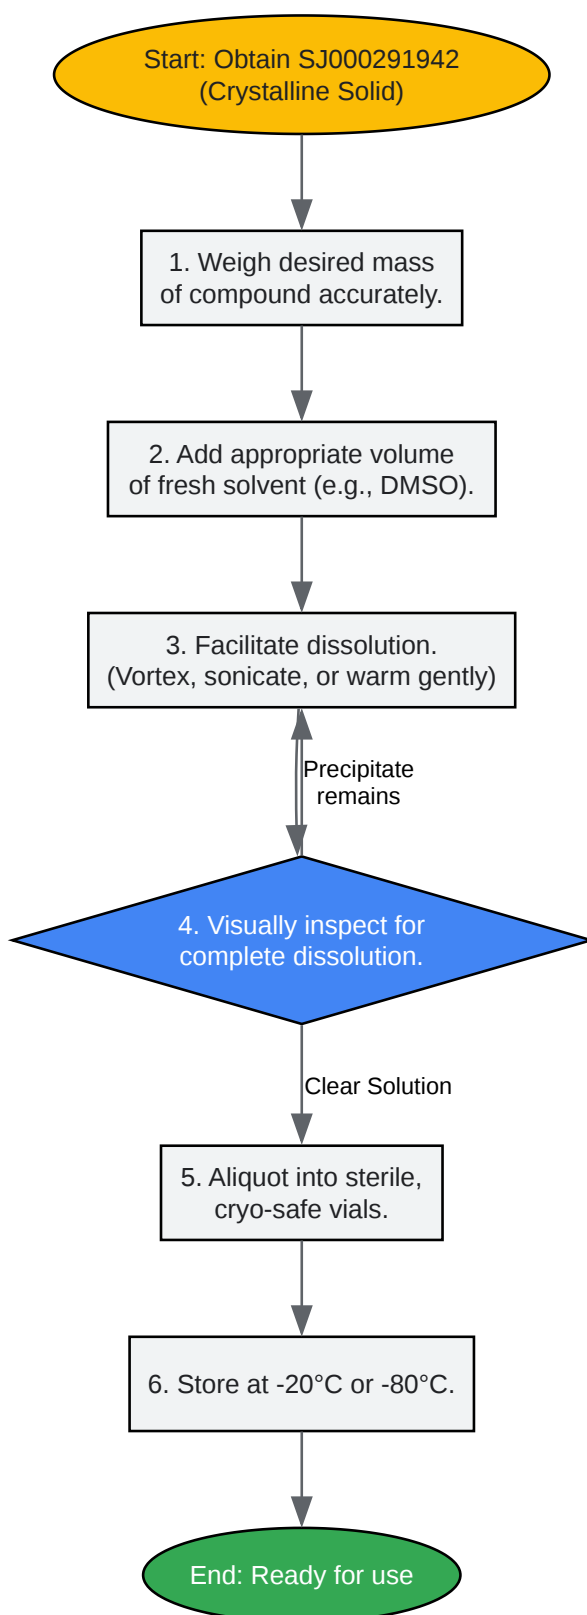 Start: Obtain SJ000291942
(Crystalline Solid)
1. Weigh desired mass
of compound accurately.
2. Add appropriate volume
of fresh solvent (e.g., DMSO).
3. Facilitate dissolution.
(Vortex, sonicate, or warm gently)
Precipitate
remains
4. Visually inspect for
complete dissolution.
Clear Solution
5. Aliquot into sterile,
cryo-safe vials.
6. Store at -20°C or -80°C.
End: Ready for use